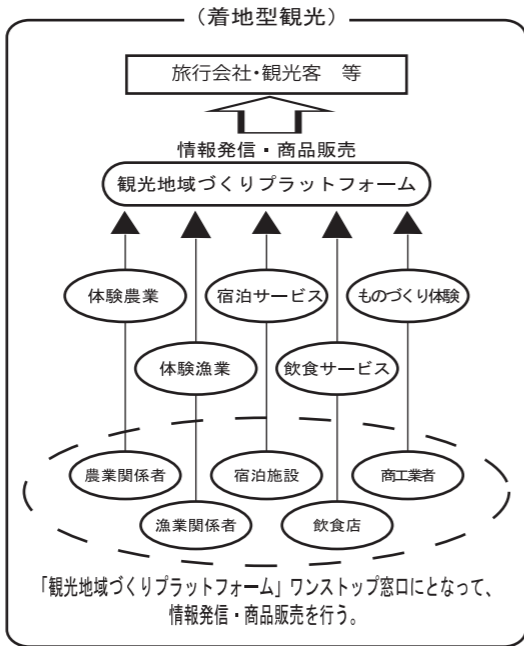 (着地型観光)
旅行会社・観光客　等
情報発信・商品販売
観光地域づくりプラットフォーム
体験農業
宿泊サービス
ものづくり体験
体験漁業
飲食サービス
農業関係者
宿泊施設
商工業者
漁業関係者
飲食店
「観光地域づくりプラットフォーム」ワンストップ窓口にとなって、
情報発信・商品販売を行う。